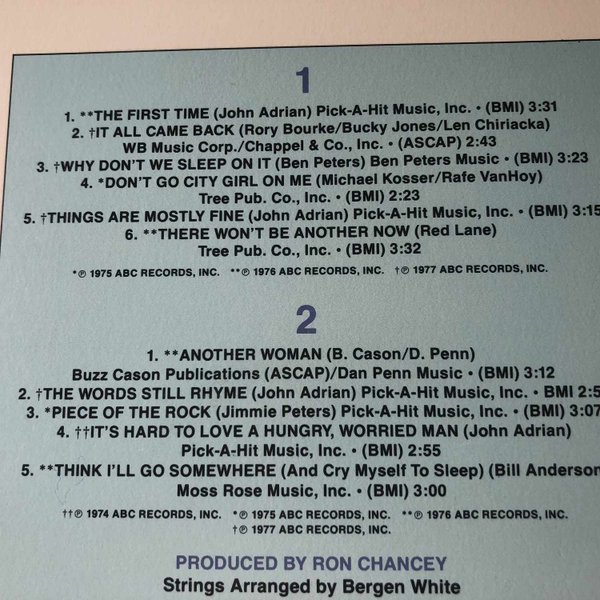 1
1. **THE FIRST TIME (John Adrian) Pick-A-Hit Music, Inc. • (BMI) 3:31
2. †IT ALL CAME BACK (Rory Bourke/Bucky Jones/Len Chiriacka)
WB Music Corp./Chappel & Co., Inc. • (ASCAP) 2:43
3. †WHY DON'T WE SLEEP ON IT (Ben Peters) Ben Peters Music • (BMI) 3:23
4. *DON'T GO CITY GIRL ON ME (Michael Kosser/Rafe VanHoy)
Tree Pub. Co., Inc. • (BMI) 2:23
5. †THINGS ARE MOSTLY FINE (John Adrian) Pick-A-Hit Music, Inc. • (BMI) 3:15
6. **THERE WON'T BE ANOTHER NOW (Red Lane)
Tree Pub. Co., Inc. • (BMI) 3:32
*℗ 1975 ABC RECORDS, INC. **℗ 1976 ABC RECORDS, INC. †℗ 1977 ABC RECORDS, INC.
2
1. **ANOTHER WOMAN (B. Cason/D. Penn)
Buzz Cason Publications (ASCAP)/Dan Penn Music • (BMI) 3:12
2. †THE WORDS STILL RHYME (John Adrian) Pick-A-Hit Music, Inc. • BMI 2:5
3. *PIECE OF THE ROCK (Jimmie Peters) Pick-A-Hit Music, Inc. • (BMI) 3:07
4. ††IT'S HARD TO LOVE A HUNGRY, WORRIED MAN (John Adrian)
Pick-A-Hit Music, Inc. • (BMI) 2:55
5. **THINK I'LL GO SOMEWHERE (And Cry Myself To Sleep) (Bill Anderson
Moss Rose Music, Inc. • (BMI) 3:00
††℗ 1974 ABC RECORDS, INC. *℗ 1975 ABC RECORDS, INC. **℗ 1976 ABC RECORDS, INC.
†℗ 1977 ABC RECORDS, INC.
PRODUCED BY RON CHANCEY
Strings Arranged by Bergen White